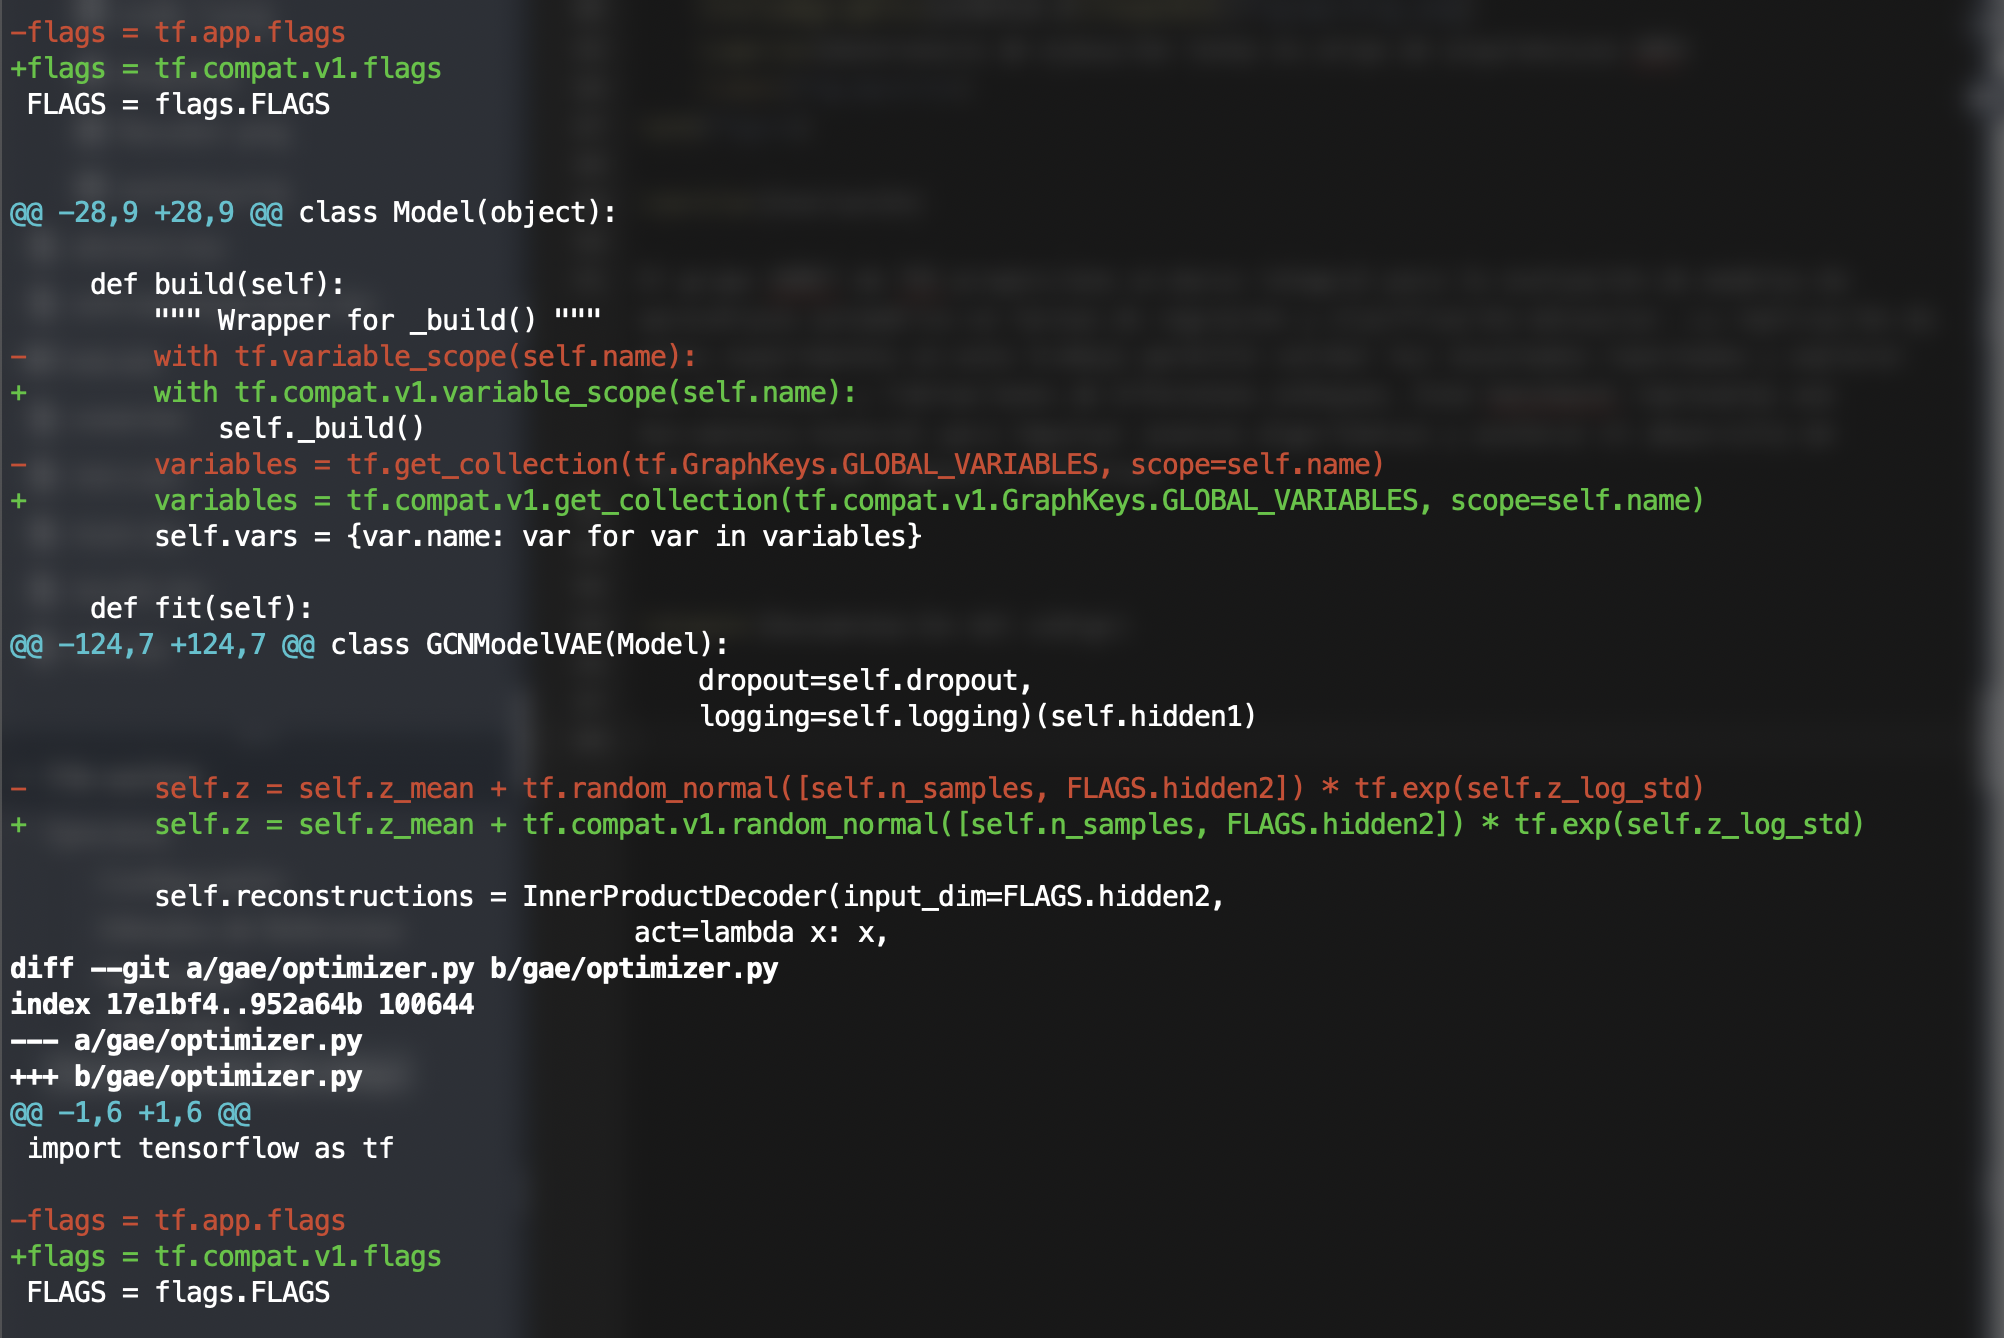 -flags = tf.app.flags
+flags = tf.compat.v1.flags
 FLAGS = flags.FLAGS
@@ -28,9 +28,9 @@ class Model(object):
     def build(self):
         """ Wrapper for _build() """
-        with tf.variable_scope(self.name):
+        with tf.compat.v1.variable_scope(self.name):
             self._build()
-        variables = tf.get_collection(tf.GraphKeys.GLOBAL_VARIABLES, scope=self.name)
+        variables = tf.compat.v1.get_collection(tf.compat.v1.GraphKeys.GLOBAL_VARIABLES, scope=self.name)
         self.vars = {var.name: var for var in variables}
     def fit(self):
@@ -124,7 +124,7 @@ class GCNModelVAE(Model):
                                           dropout=self.dropout,
                                           logging=self.logging)(self.hidden1)
-        self.z = self.z_mean + tf.random_normal([self.n_samples, FLAGS.hidden2]) * tf.exp(self.z_log_std)
+        self.z = self.z_mean + tf.compat.v1.random_normal([self.n_samples, FLAGS.hidden2]) * tf.exp(self.z_log_std)
         self.reconstructions = InnerProductDecoder(input_dim=FLAGS.hidden2,
                                       act=lambda x: x,
diff --git a/gae/optimizer.py b/gae/optimizer.py
index 17e1bf4..952a64b 100644
--- a/gae/optimizer.py
+++ b/gae/optimizer.py
@@ -1,6 +1,6 @@
 import tensorflow as tf
-flags = tf.app.flags
+flags = tf.compat.v1.flags
 FLAGS = flags.FLAGS